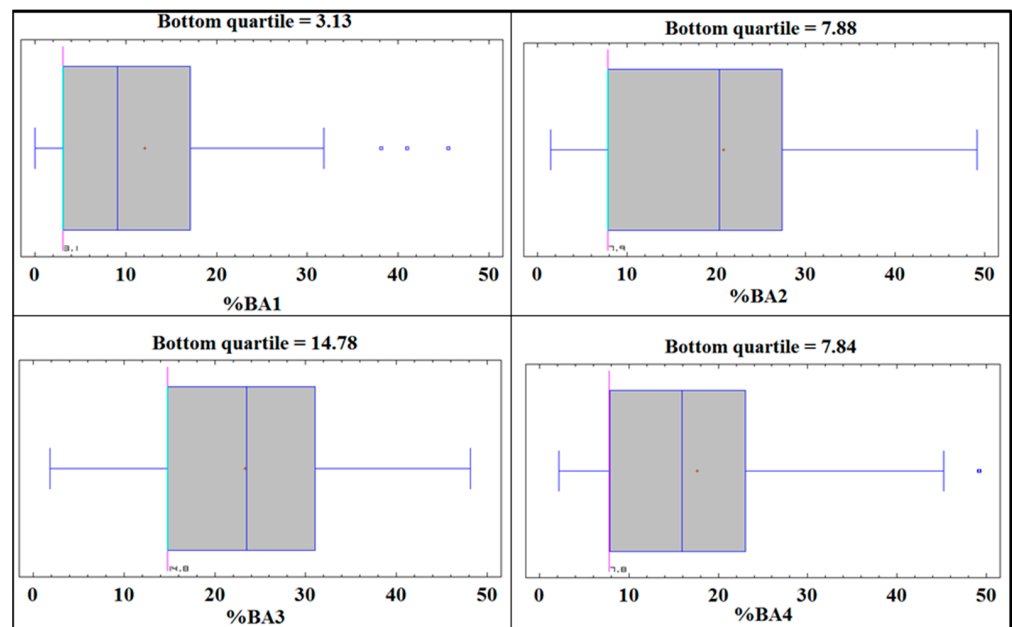 Bottom quartile = 3.13
3.1
0 10 20 30 40 50
%BA1
Bottom quartile = 7.88
7.9
0 10 20 30 40 50
%BA2
Bottom quartile = 14.78
14.8
0 10 20 30 40 50
%BA3
Bottom quartile = 7.84
7.8
0 10 20 30 40 50
%BA4